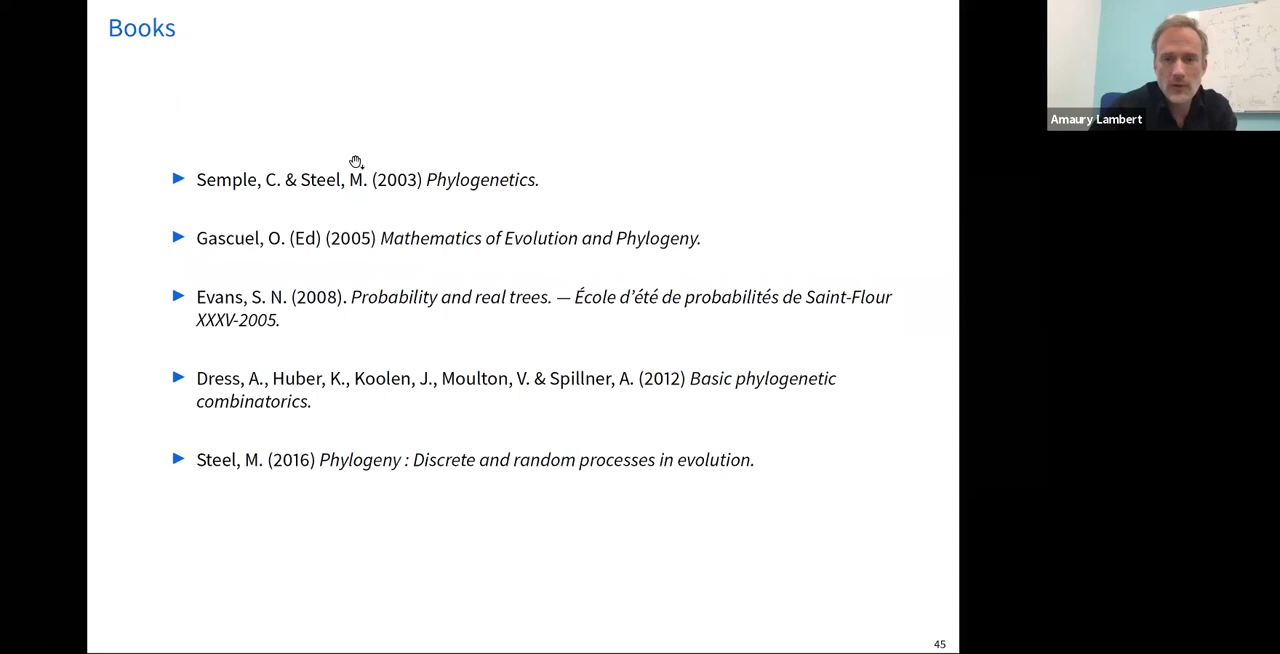 Books
Semple, C. & Steel, M. (2003) Phylogenetics.
Gascuel, O. (Ed) (2005) Mathematics of Evolution and Phylogeny.
Evans, S. N. (2008). Probability and real trees. — École d’été de probabilités de Saint-Flour
XXXV-2005.
Dress, A., Huber, K., Koolen, J., Moulton, V. & Spillner, A. (2012) Basic phylogenetic
combinatorics.
Steel, M. (2016) Phylogeny : Discrete and random processes in evolution.
45
Amaury Lambert